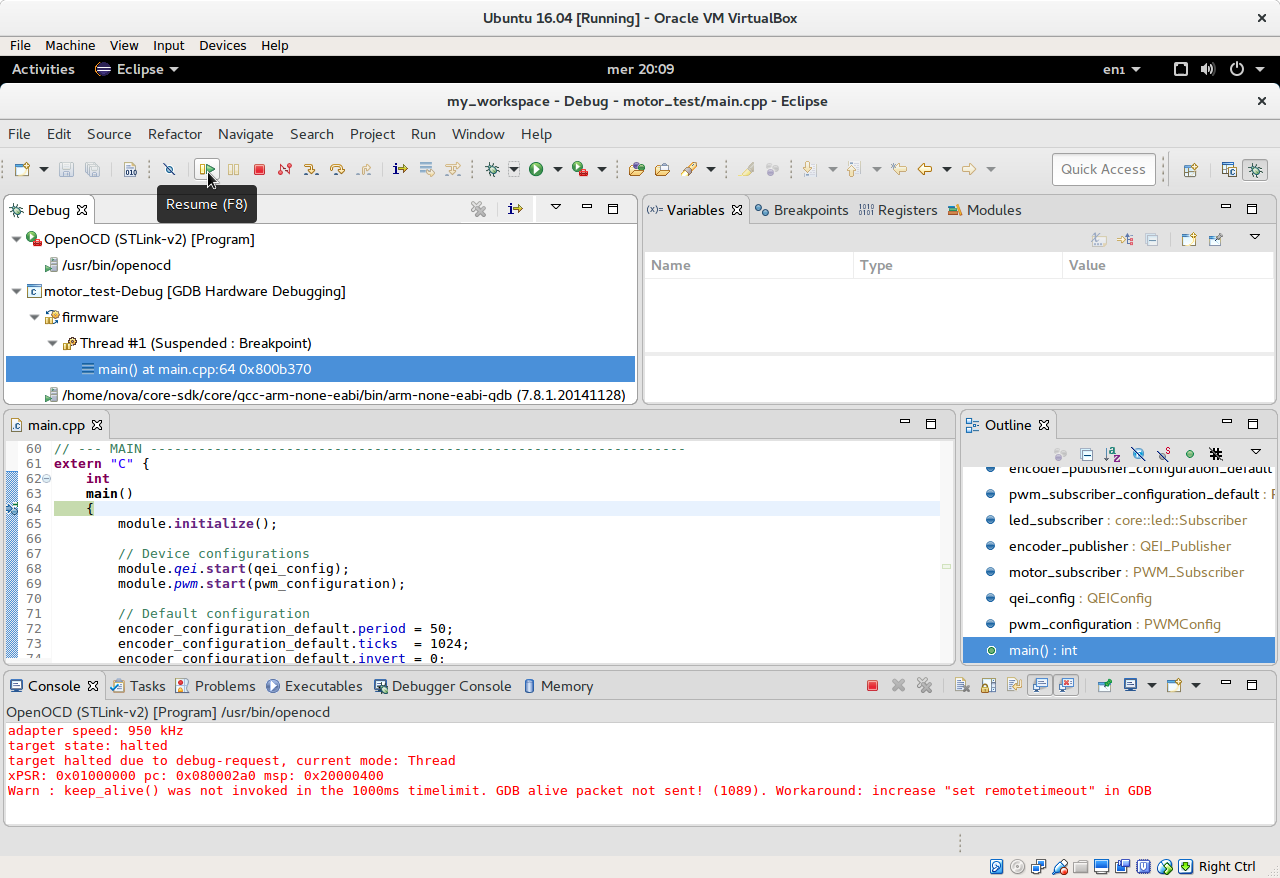 Ubuntu 16.04 [Running] - Oracle VM VirtualBox
File Machine View Input Devices Help
Activities Eclipse mer 20:09 en1
my_workspace - Debug - motor_test/main.cpp - Eclipse
File Edit Source Refactor Navigate Search Project Run Window Help
Quick Access
Resume (F8)
Debug
OpenOCD (STLink-v2) [Program]
/usr/bin/openocd
motor_test-Debug [GDB Hardware Debugging]
firmware
Thread #1 (Suspended : Breakpoint)
main() at main.cpp:64 0x800b370
/home/nova/core-sdk/core/gcc-arm-none-eabi/bin/arm-none-eabi-gdb (7.8.1.20141128)
(x)= Variables Breakpoints Registers Modules
Name Type Value
main.cpp
60 // --- MAIN -------------------------------------------------------------------
61 extern "C" {
62 int
63 main()
64 {
65 module.initialize();
66
67 // Device configurations
68 module.qei.start(qei_config);
69 module.pwm.start(pwm_configuration);
70
71 // Default configuration
72 encoder_configuration_default.period = 50;
73 encoder_configuration_default.ticks  = 1024;
74 encoder_configuration_default.invert = 0;
Outline
encoder_publisher_configuration_default
pwm_subscriber_configuration_default :
led_subscriber : core::led::Subscriber
encoder_publisher : QEI_Publisher
motor_subscriber : PWM_Subscriber
qei_config : QEIConfig
pwm_configuration : PWMConfig
main() : int
Console Tasks Problems Executables Debugger Console Memory
OpenOCD (STLink-v2) [Program] /usr/bin/openocd
adapter speed: 950 kHz
target state: halted
target halted due to debug-request, current mode: Thread
xPSR: 0x01000000 pc: 0x080002a0 msp: 0x20000400
Warn : keep_alive() was not invoked in the 1000ms timelimit. GDB alive packet not sent! (1089). Workaround: increase "set remotetimeout" in GDB
Right Ctrl